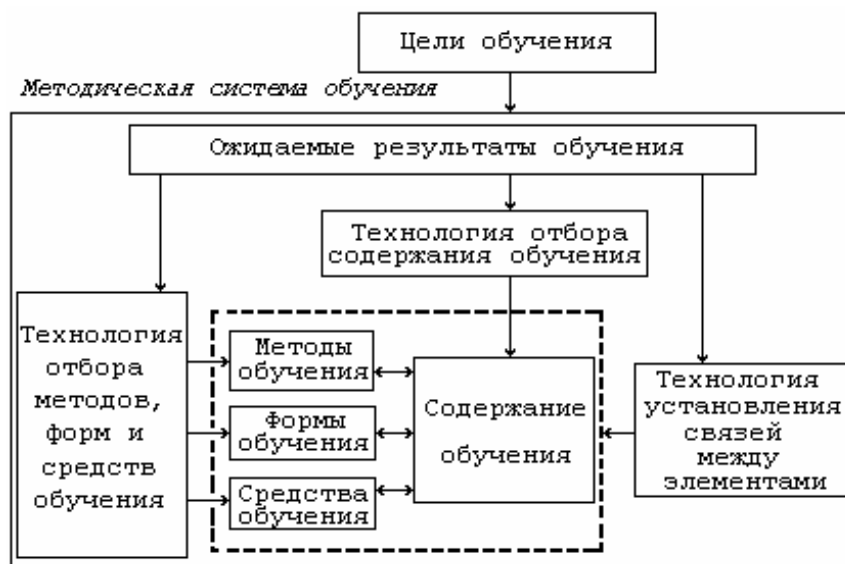 Цели обучения
Методическая система обучения
Ожидаемые результаты обучения
Технология отбора
содержания обучения
Технология
отбора
методов,
форм и
средств
обучения
Методы
обучения
Формы
обучения
Средства
обучения
Содержание
обучения
Технология
установления
связей
между
элементами